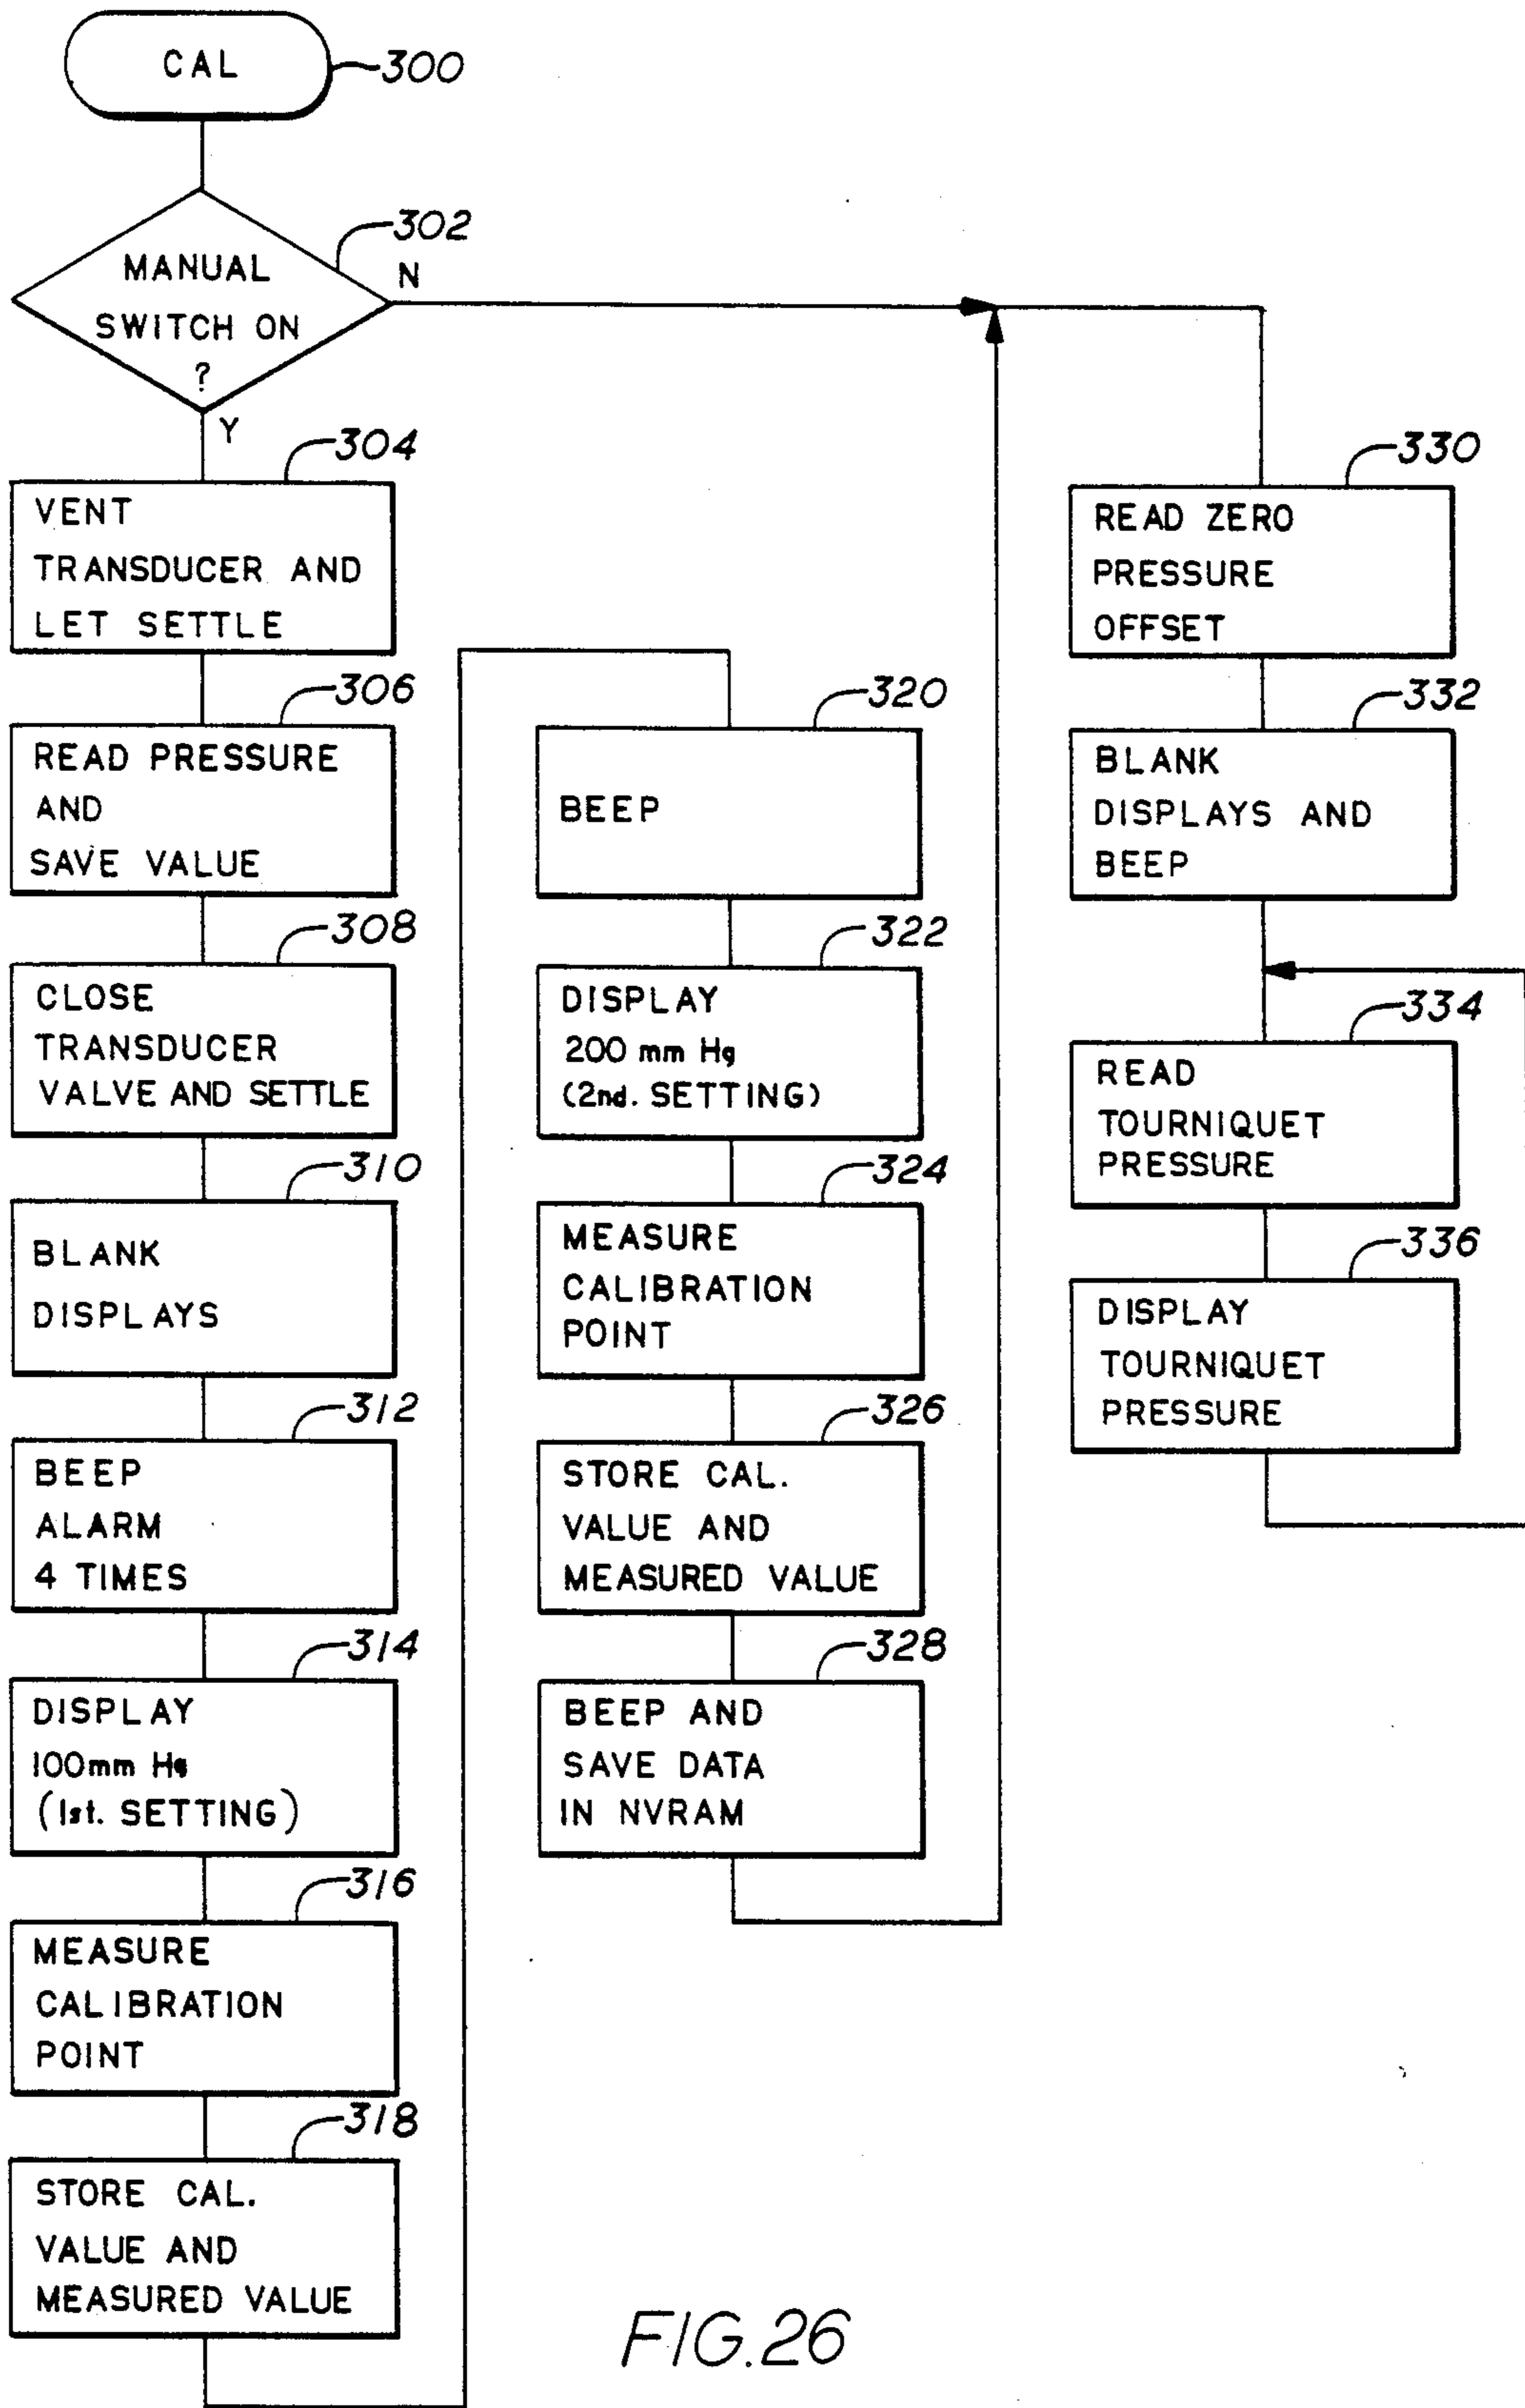 CAL
300
302
MANUAL
SWITCH ON
?
N
Y
304
VENT
TRANSDUCER AND
LET SETTLE
306
READ PRESSURE
AND
SAVE VALUE
308
CLOSE
TRANSDUCER
VALVE AND SETTLE
310
BLANK
DISPLAYS
312
BEEP
ALARM
4 TIMES
314
DISPLAY
100mm Hg
(1st. SETTING)
316
MEASURE
CALIBRATION
POINT
318
STORE CAL.
VALUE AND
MEASURED VALUE
320
BEEP
322
DISPLAY
200 mm Hg
(2nd. SETTING)
324
MEASURE
CALIBRATION
POINT
326
STORE CAL.
VALUE AND
MEASURED VALUE
328
BEEP AND
SAVE DATA
IN NVRAM
330
READ ZERO
PRESSURE
OFFSET
332
BLANK
DISPLAYS AND
BEEP
334
READ
TOURNIQUET
PRESSURE
336
DISPLAY
TOURNIQUET
PRESSURE
FIG.26